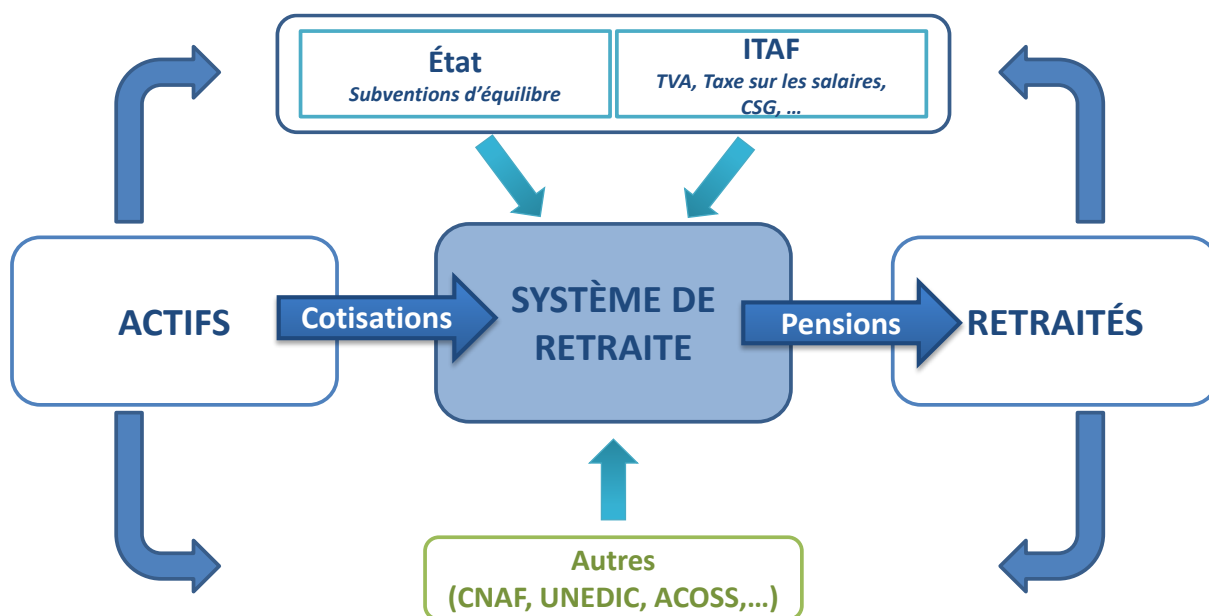 État
Subventions d’équilibre
ITAF
TVA, Taxe sur les salaires,
CSG, …
ACTIFS
Cotisations
SYSTÈME DE
RETRAITE
Pensions
RETRAITÉS
Autres
(CNAF, UNEDIC, ACOSS,…)